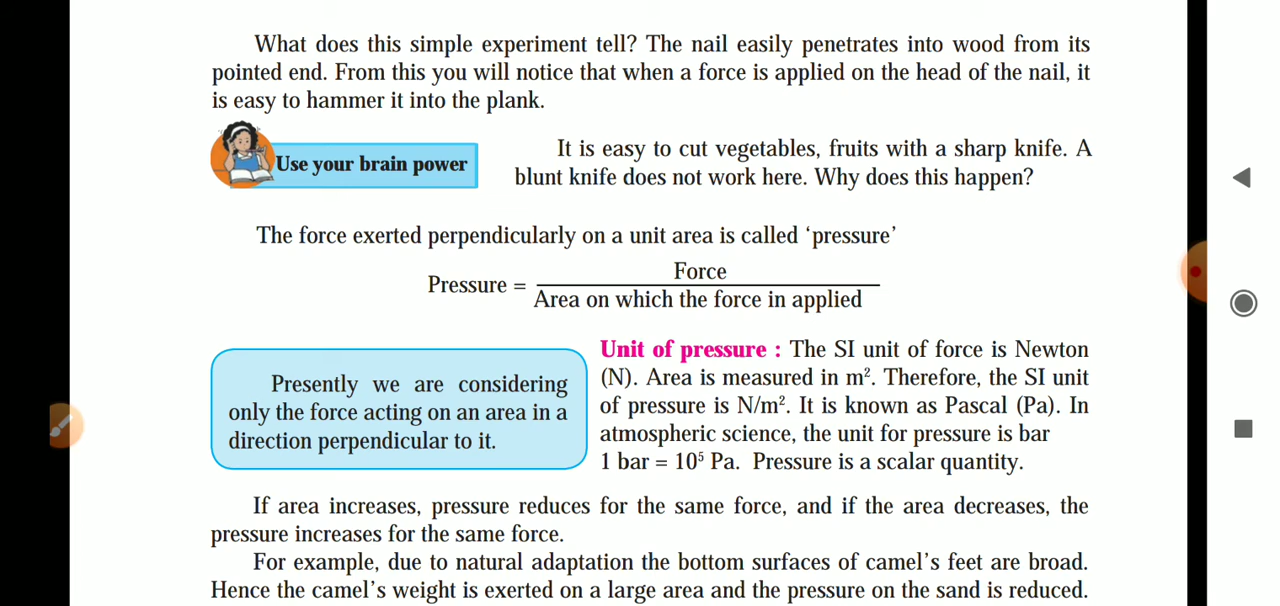 What does this simple experiment tell? The nail easily penetrates into wood from its
pointed end. From this you will notice that when a force is applied on the head of the nail, it
is easy to hammer it into the plank.
Use your brain power
It is easy to cut vegetables, fruits with a sharp knife. A
blunt knife does not work here. Why does this happen?
The force exerted perpendicularly on a unit area is called ‘pressure’
Force
Pressure =
Area on which the force in applied
Presently we are considering
only the force acting on an area in a
direction perpendicular to it.
Unit of pressure : The SI unit of force is Newton
(N). Area is measured in m². Therefore, the SI unit
of pressure is N/m². It is known as Pascal (Pa). In
atmospheric science, the unit for pressure is bar
1 bar = 10⁵ Pa. Pressure is a scalar quantity.
If area increases, pressure reduces for the same force, and if the area decreases, the
pressure increases for the same force.
For example, due to natural adaptation the bottom surfaces of camel’s feet are broad.
Hence the camel’s weight is exerted on a large area and the pressure on the sand is reduced.